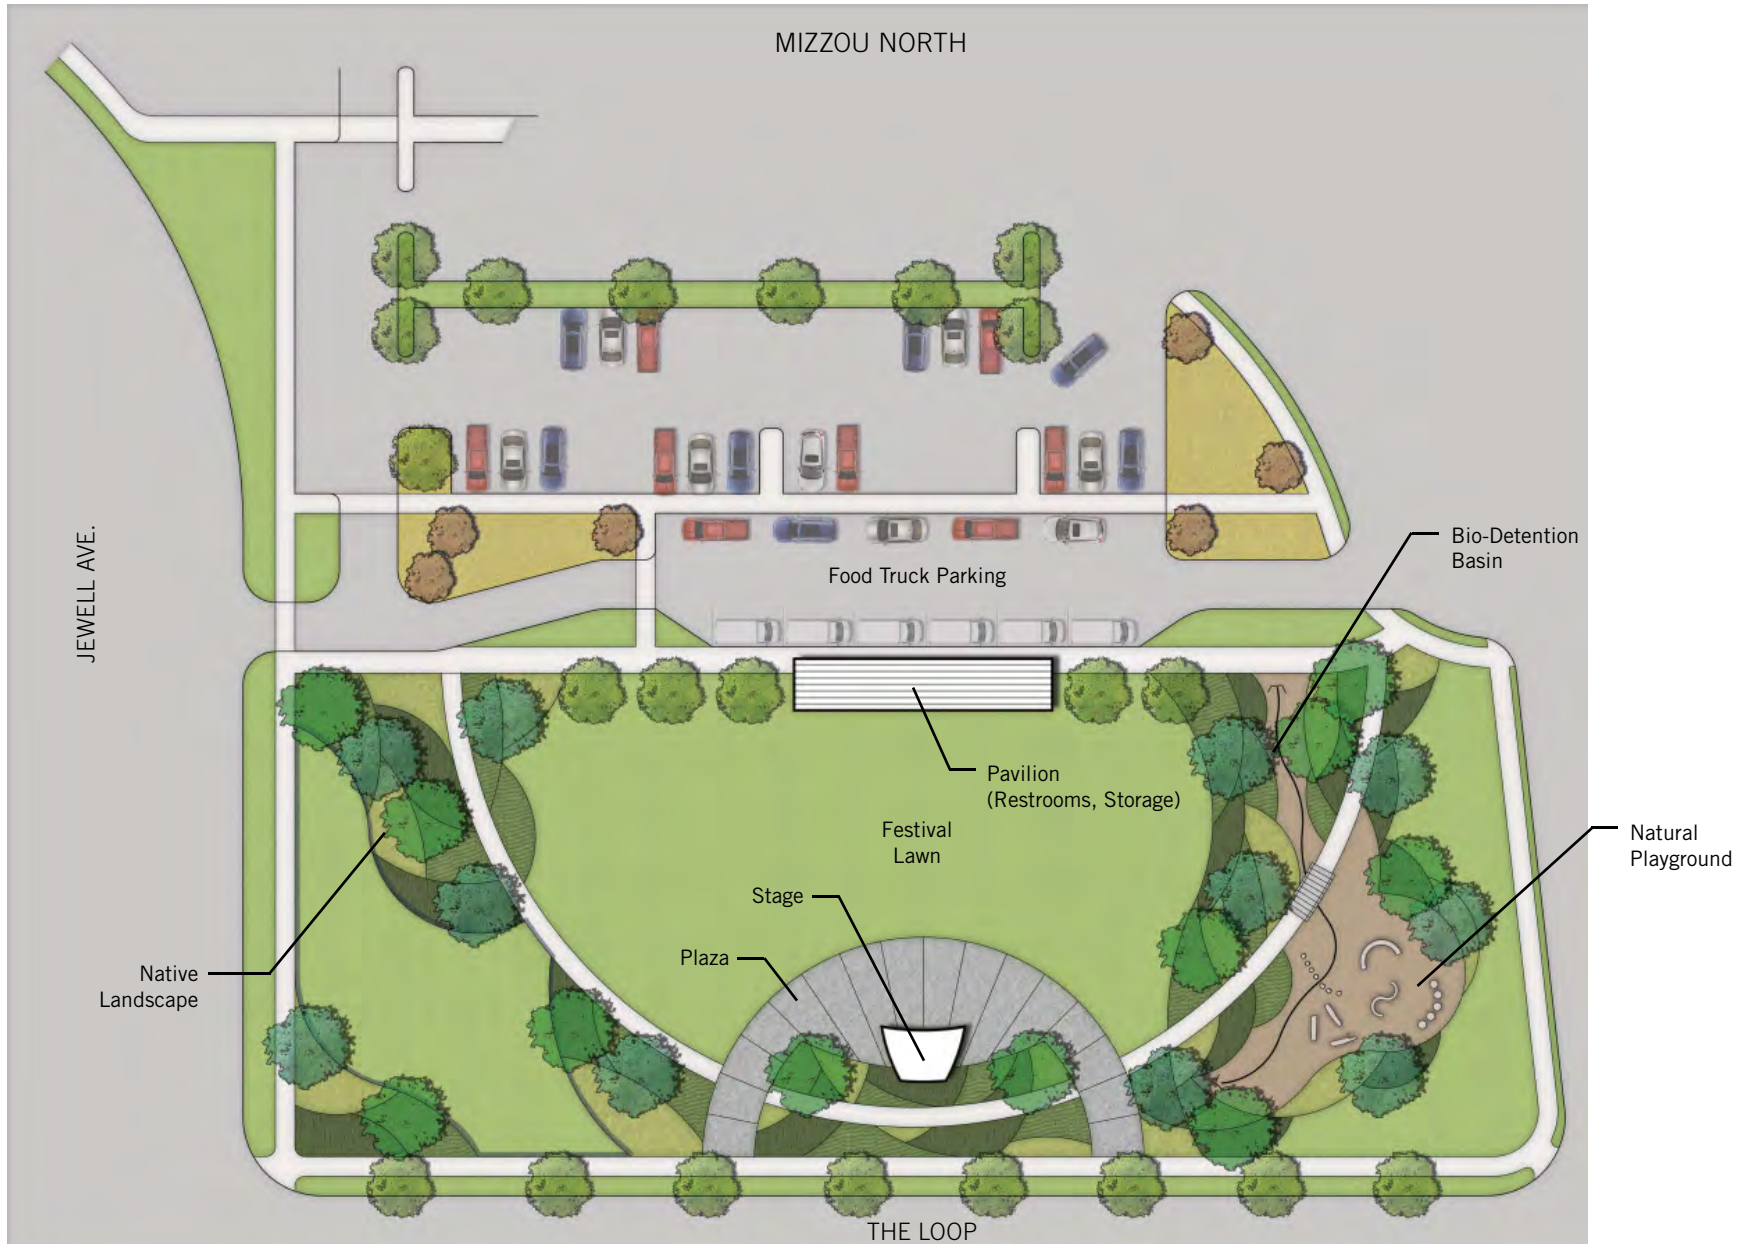 MIZZOU NORTH
JEWELL AVE.
Bio-Detention
Basin
Food Truck Parking
Pavilion
(Restrooms, Storage)
Festival
Lawn
Natural
Playground
Stage
Plaza
Native
Landscape
THE LOOP